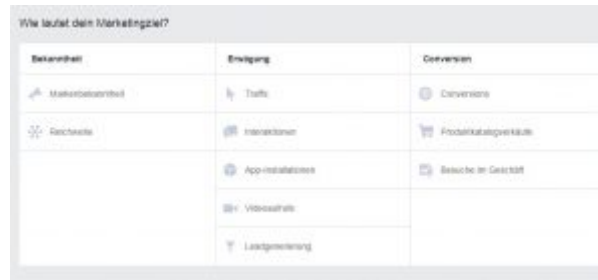 Wie lautet dein Marketingziel?
Bekanntheit
Erwägung
Conversion
Markenbekanntheit
Traffic
Conversions
Reichweite
Interaktionen
Produktkatalogverkäufe
App-Installationen
Besuche im Geschäft
Videoaufrufe
Leadgenerierung